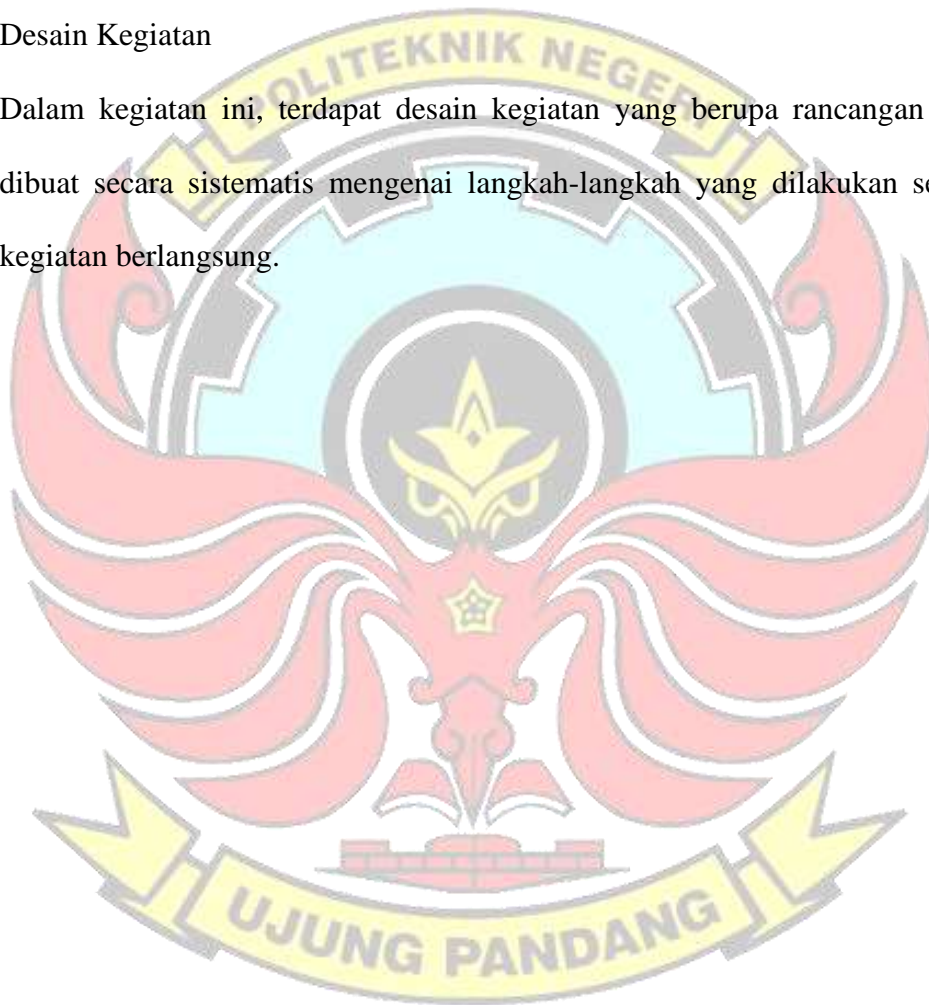 Desain Kegiatan
POLITEKNIK NEGERI
Dalam kegiatan ini, terdapat desain kegiatan yang berupa rancangan
dibuat secara sistematis mengenai langkah-langkah yang dilakukan
kegiatan berlangsung.
UJUNG PANDANG